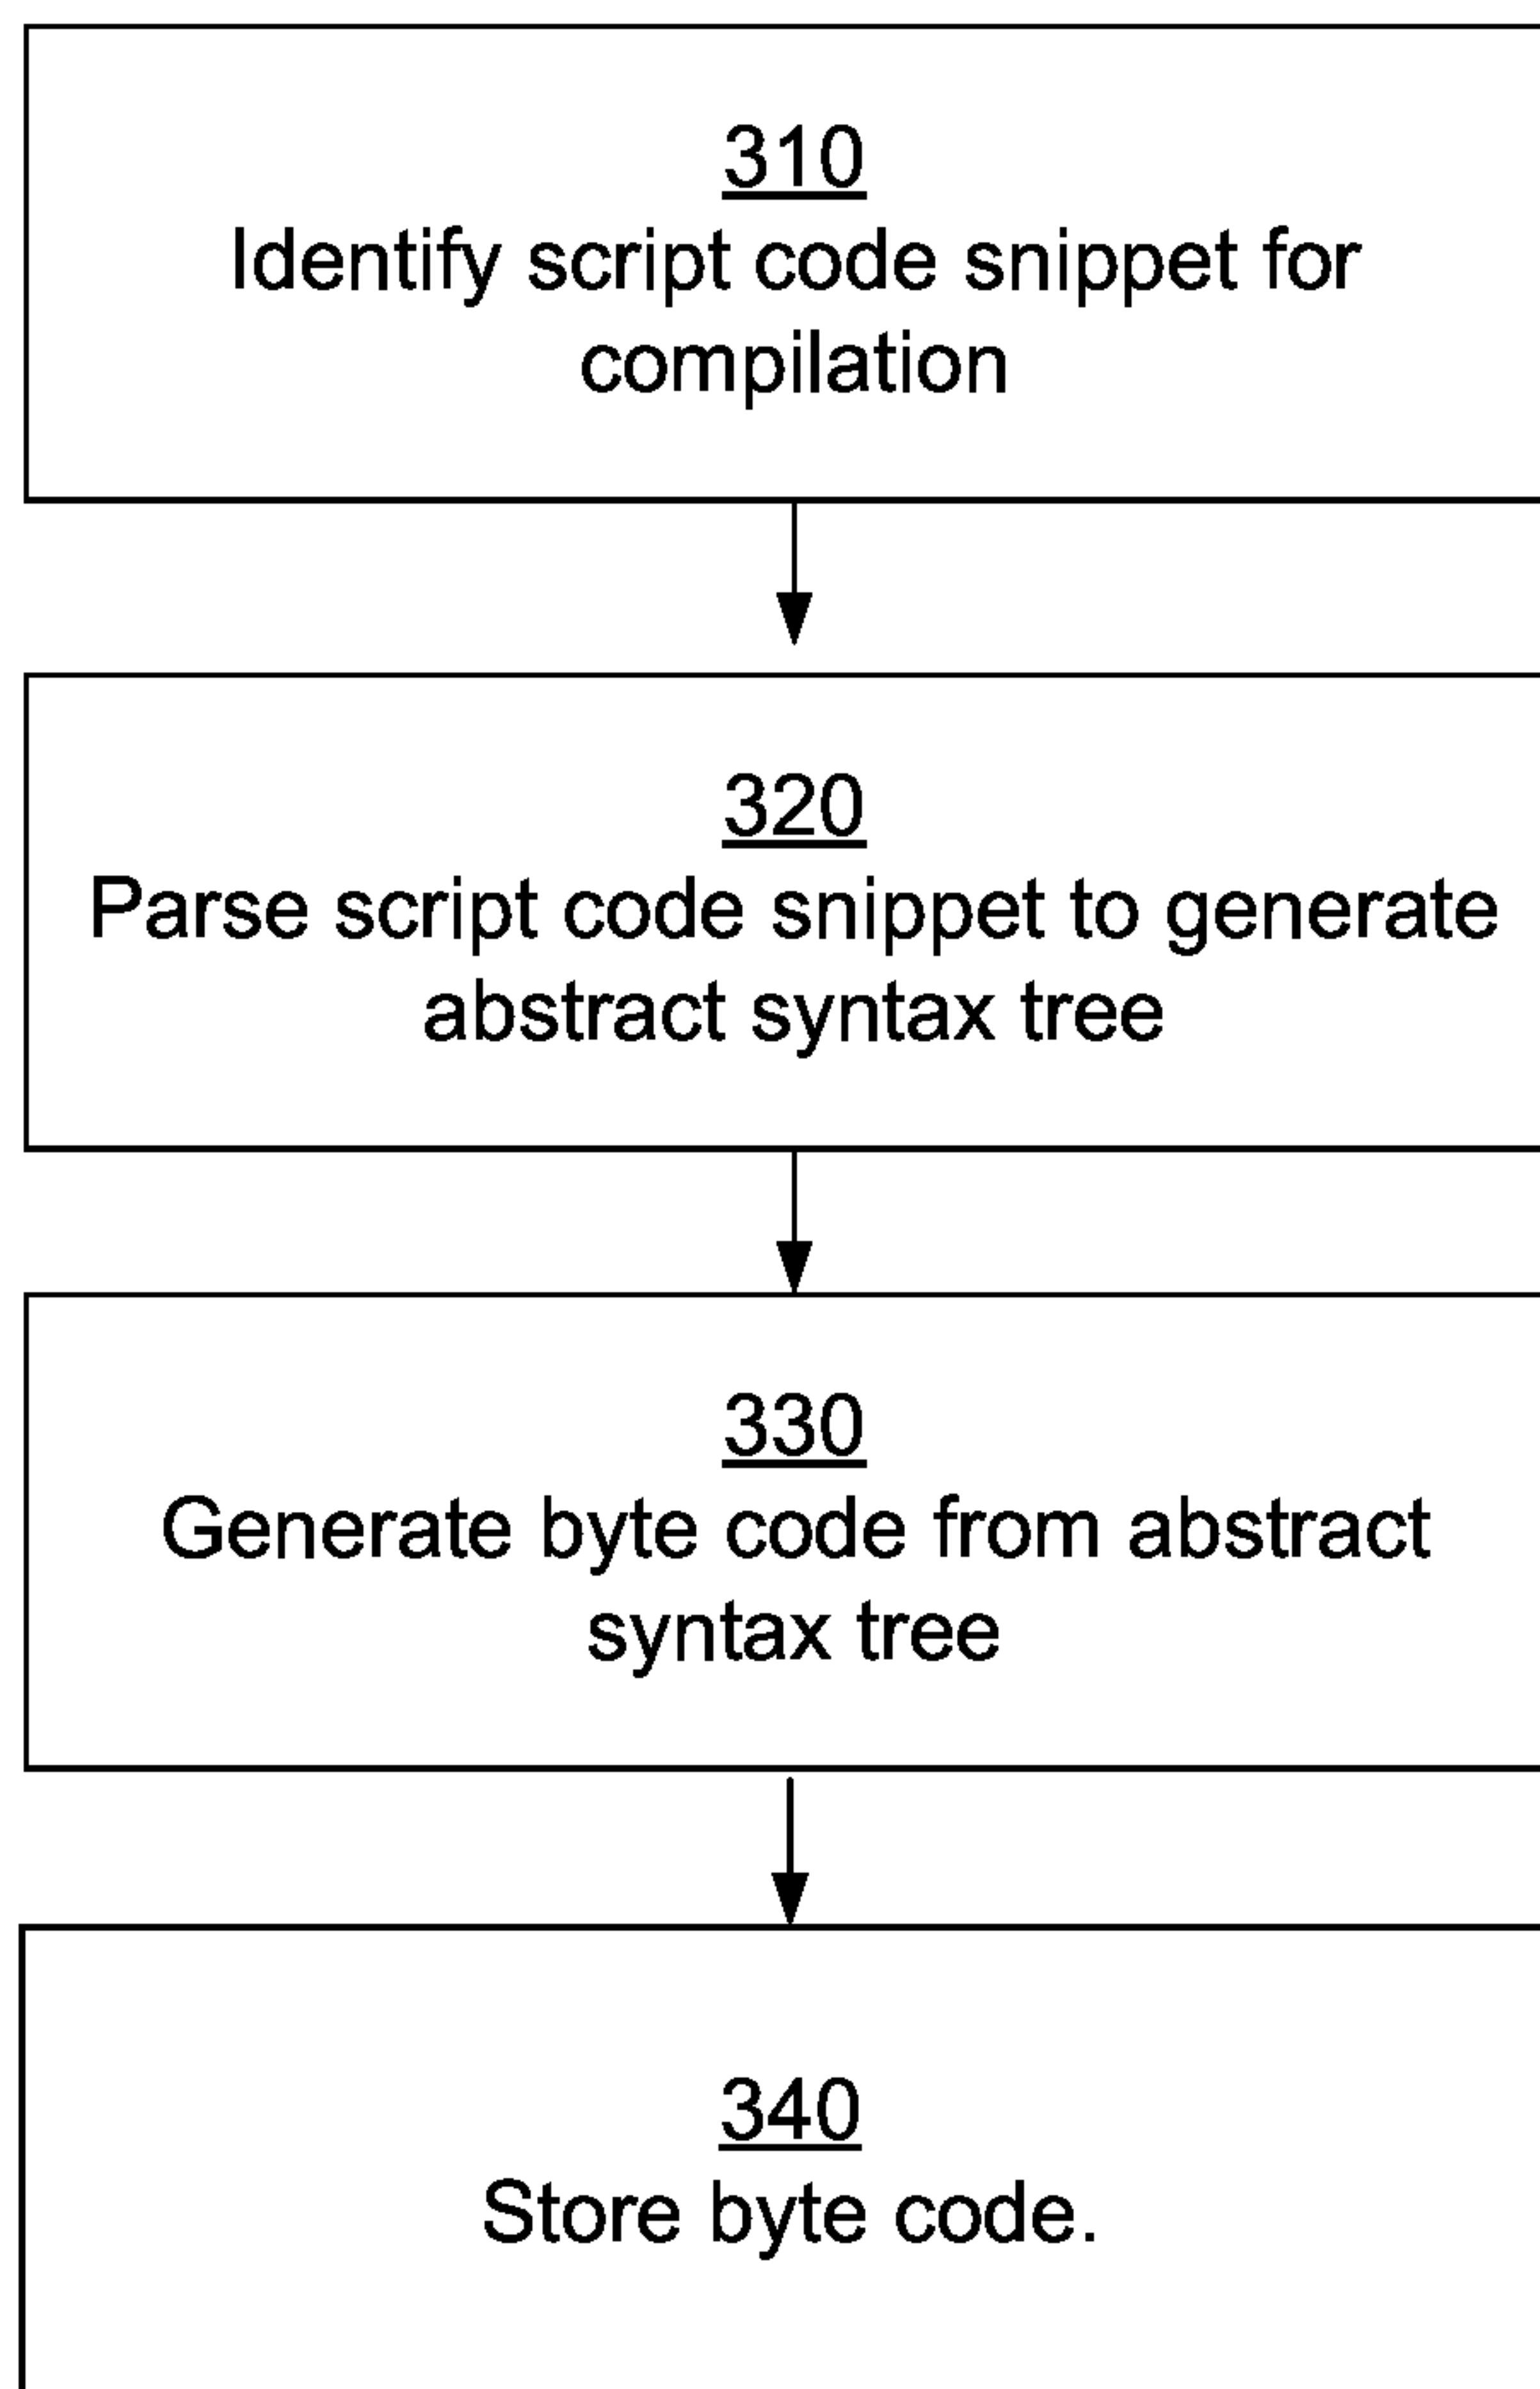 310
Identify script code snippet for
compilation
320
Parse script code snippet to generate
abstract syntax tree
330
Generate byte code from abstract
syntax tree
340
Store byte code.